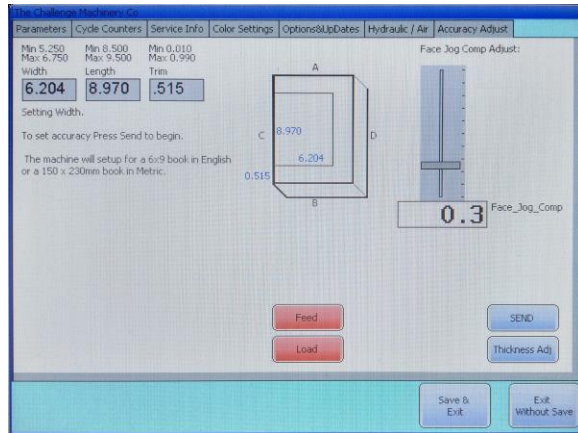 The Challenge Machinery Co
Parameters Cycle Counters Service Info Color Settings Options&UpDates Hydraulic / Air Accuracy Adjust
Min 5.250 Min 8.500 Min 0.010
Max 6.750 Max 9.500 Max 0.990
Width Length Trim
6.204 8.970 .515
Setting Width.
To set accuracy Press Send to begin.
The machine will setup for a 6x9 book in English
or a 150 x 230mm book in Metric.
A
C
8.970
D
6.204
0.515
B
Face Jog Comp Adjust:
0.3 Face_Jog_Comp
Feed
SEND
Load
Thickness Adj
Save &
Exit
Exit
Without Save